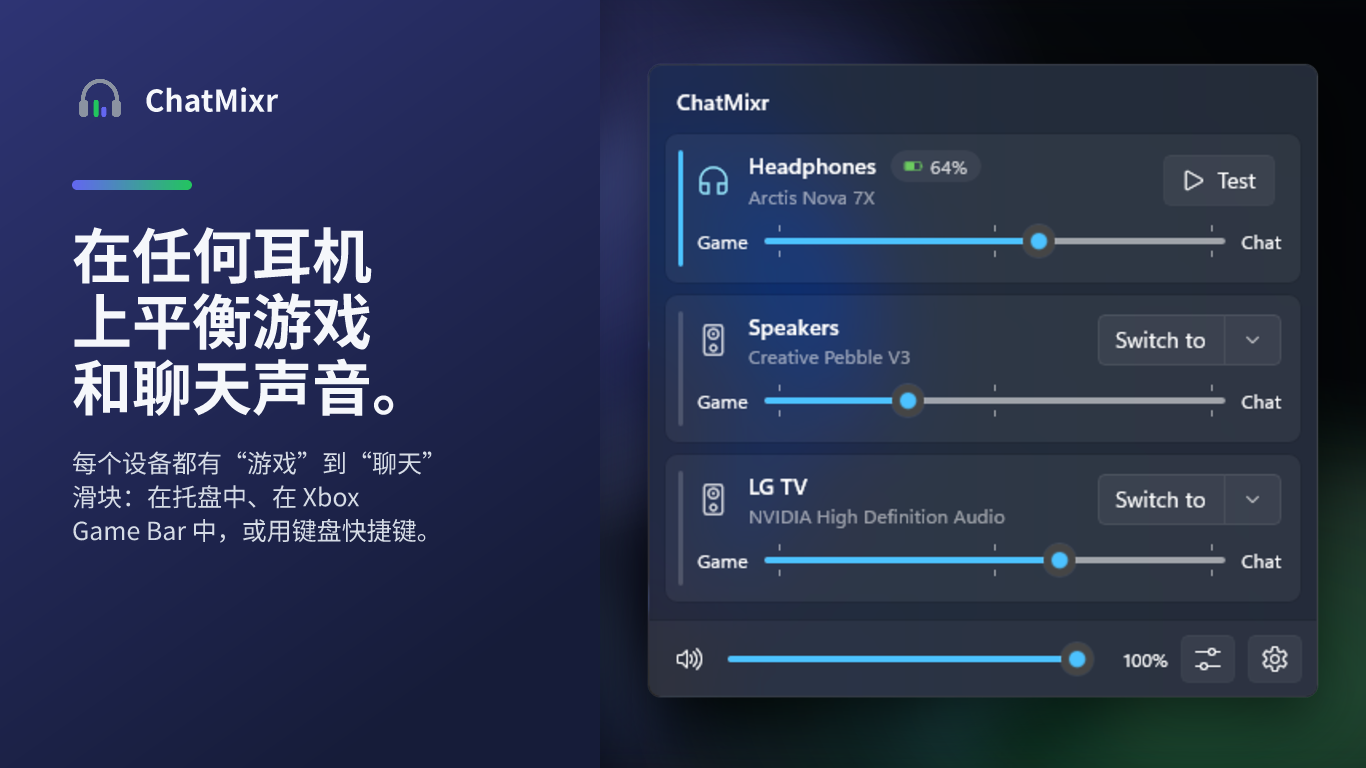 ChatMixr
在任何耳机
上平衡游戏
和聊天声音。
每个设备都有“游戏”到“聊天”
滑块：在托盘中、在 Xbox
Game Bar 中，或用键盘快捷键。
ChatMixr
Headphones 64%
Arctis Nova 7X
Test
Game Chat
Speakers
Creative Pebble V3
Switch to
Game Chat
LG TV
NVIDIA High Definition Audio
Switch to
Game Chat
100%